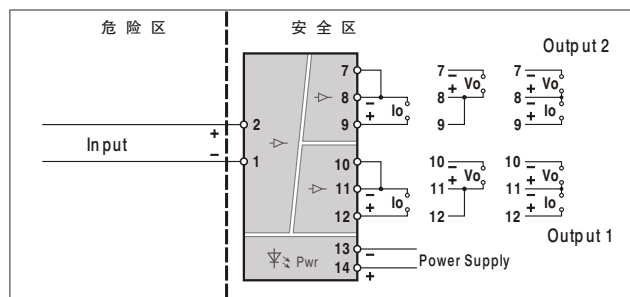 危险区 安全区
Output 2
7 7 7
− Vo − Vo
8 − 8 + 8 +
Io − Io
2 9 + 9 9 +
+
Input
−
1 10 10 10
− Vo − Vo
11 − 11 + 11 +
Io − Io
12 + 12 12 +
Output 1
13
− Power Supply
Pwr 14
+